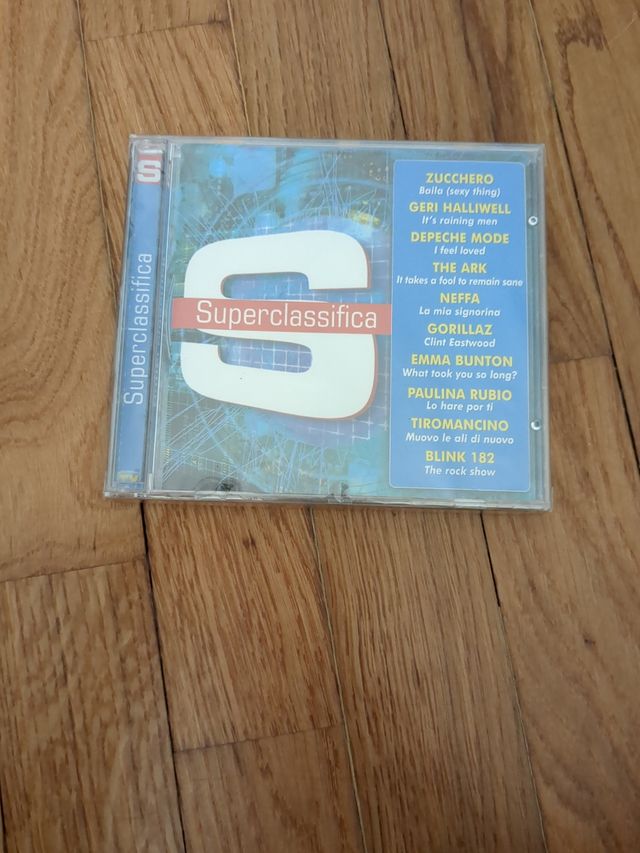 S
Superclassifica
TV
S
Superclassifica
ZUCCHERO
Baila (sexy thing)
GERI HALLIWELL
It's raining men
DEPECHE MODE
I feel loved
THE ARK
It takes a fool to remain sane
NEFFA
La mia signorina
GORILLAZ
Clint Eastwood
EMMA BUNTON
What took you so long?
PAULINA RUBIO
Lo hare por ti
TIROMANCINO
Muovo le ali di nuovo
BLINK 182
The rock show